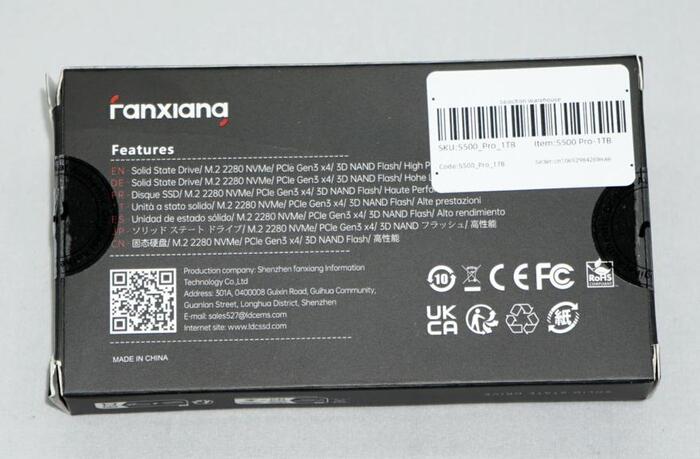 fanxiang
Selection warehouse
SKU:S500_Pro_1TB Item:S500 Pro-1TB
Code:S500_Pro_1TB
Features
EN - Solid State Drive/ M.2 2280 NVMe/ PCIe Gen3 x4/ 3D NAND Flash/ High P
DE - Solid State Drive/ M.2 2280 NVMe/ PCIe Gen3 x4/ 3D NAND Flash/ Hohe L
FR - Disque SSD/ M.2 2280 NVMe/ PCIe Gen3 x4/ 3D NAND Flash/ Haute Perfo
IT - Unità a stato solido/ M.2 2280 NVMe/ PCIe Gen3 x4/ 3D NAND Flash/ Alte prestazioni
ES - Unidad de estado sólido/ M.2 2280 NVMe/ PCIe Gen3 x4/ 3D NAND Flash/ Alto rendimiento
JP - ソリッド ステート ドライブ/ M.2 2280 NVMe/ PCIe Gen3 x4/ 3D NAND フラッシュ/ 高性能
CN - 固态硬盘/ M.2 2280 NVMe/ PCIe Gen3 x4/ 3D NAND Flash/ 高性能
Production company: Shenzhen fanxiang Information
Technology Co.,Ltd
Address: 301A, 0400008 Guixin Road, Guihua Community,
Guanlan Street, Longhua District, Shenzhen
E-mail: sales527@ldcems.com
Internet site: www.ldcssd.com
10 CE FC RoHS
COMPLIANT
UK
CA 紙
MADE IN CHINA
SOLID STATE DRIVE